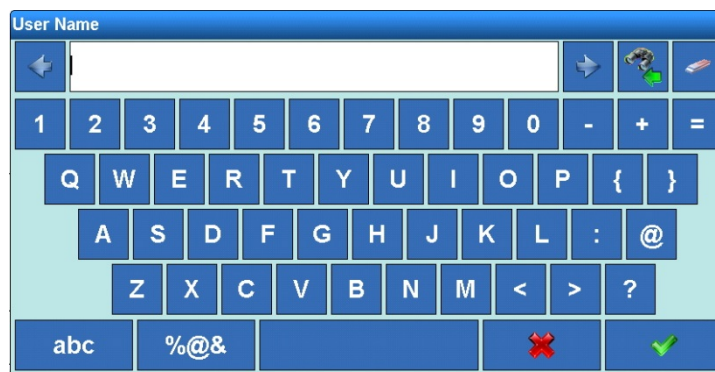 User Name
1 2 3 4 5 6 7 8 9 0 - + =
Q W E R T Y U I O P { }
A S D F G H J K L : @
Z X C V B N M < > ?
abc %@&